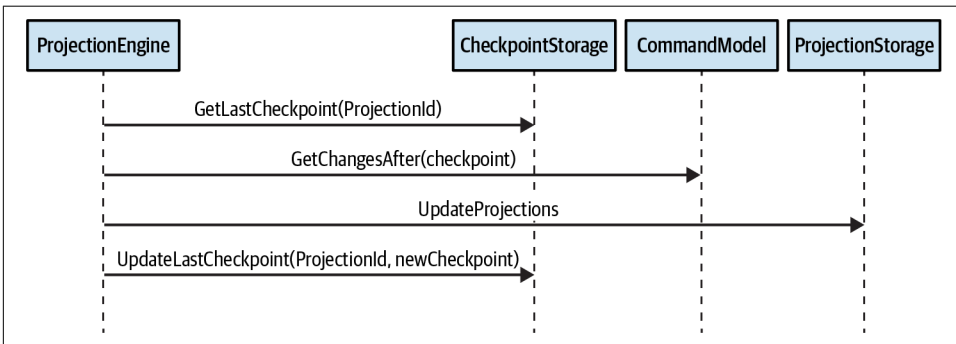 ProjectionEngine CheckpointStorage CommandModel ProjectionStorage
GetLastCheckpoint(ProjectionId)
GetChangesAfter(checkpoint)
UpdateProjections
UpdateLastCheckpoint(ProjectionId, newCheckpoint)